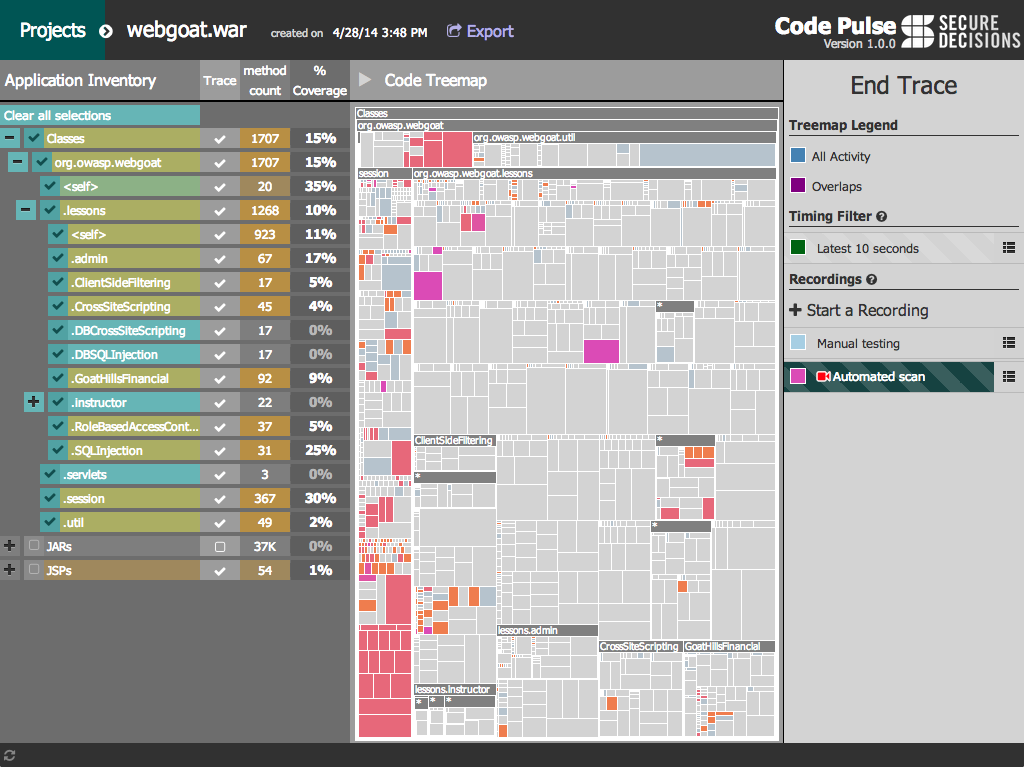 Projects
webgoat.war
created on 4/28/14 3:48 PM
Export
Code Pulse
Version 1.0.0
SECURE
DECISIONS
Application Inventory
Trace
method
count
%
Coverage
Code Treemap
Clear all selections
Classes 1707 15%
org.owasp.webgoat 1707 15%
<self> 20 35%
.lessons 1268 10%
<self> 923 11%
.admin 67 17%
.ClientSideFiltering 17 5%
.CrossSiteScripting 45 4%
.DBCrossSiteScripting 17 0%
.DBSQLInjection 17 0%
.GoatHillsFinancial 92 9%
.instructor 22 0%
.RoleBasedAccessCont... 37 5%
.SQLInjection 31 25%
.servlets 3 0%
.session 367 30%
.util 49 2%
JARs 37K 0%
JSPs 54 1%
Classes
org.owasp.webgoat
org.owasp.webgoat.util
session
org.owasp.webgoat.lessons
*
ClientSideFiltering
*
*
*
lessons.admin
CrossSiteScripting
GoatHillsFinancial
lessons.instructor
* * *
End Trace
Treemap Legend
All Activity
Overlaps
Timing Filter ?
Latest 10 seconds
Recordings ?
+ Start a Recording
Manual testing
Automated scan